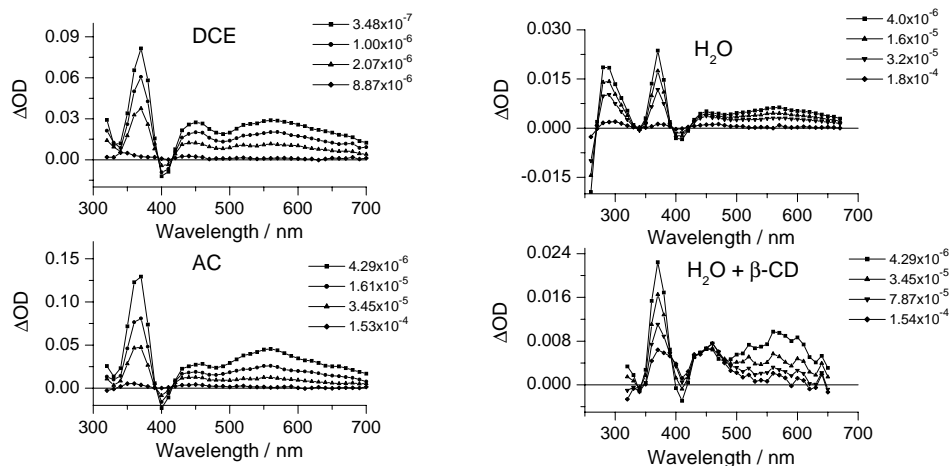 DCE
3.48x10⁻⁷
1.00x10⁻⁶
2.07x10⁻⁶
8.87x10⁻⁶
0.09
0.06
0.03
0.00
ΔOD
300 400 500 600 700
Wavelength / nm
H₂O
4.0x10⁻⁶
1.6x10⁻⁵
3.2x10⁻⁵
1.8x10⁻⁴
0.030
0.015
0.000
-0.015
ΔOD
300 400 500 600 700
Wavelength / nm
AC
4.29x10⁻⁶
1.61x10⁻⁵
3.45x10⁻⁵
1.53x10⁻⁴
0.15
0.10
0.05
0.00
ΔOD
300 400 500 600 700
Wavelength / nm
H₂O + β-CD
4.29x10⁻⁶
3.45x10⁻⁵
7.87x10⁻⁵
1.54x10⁻⁴
0.024
0.016
0.008
0.000
ΔOD
300 400 500 600 700
Wavelength / nm